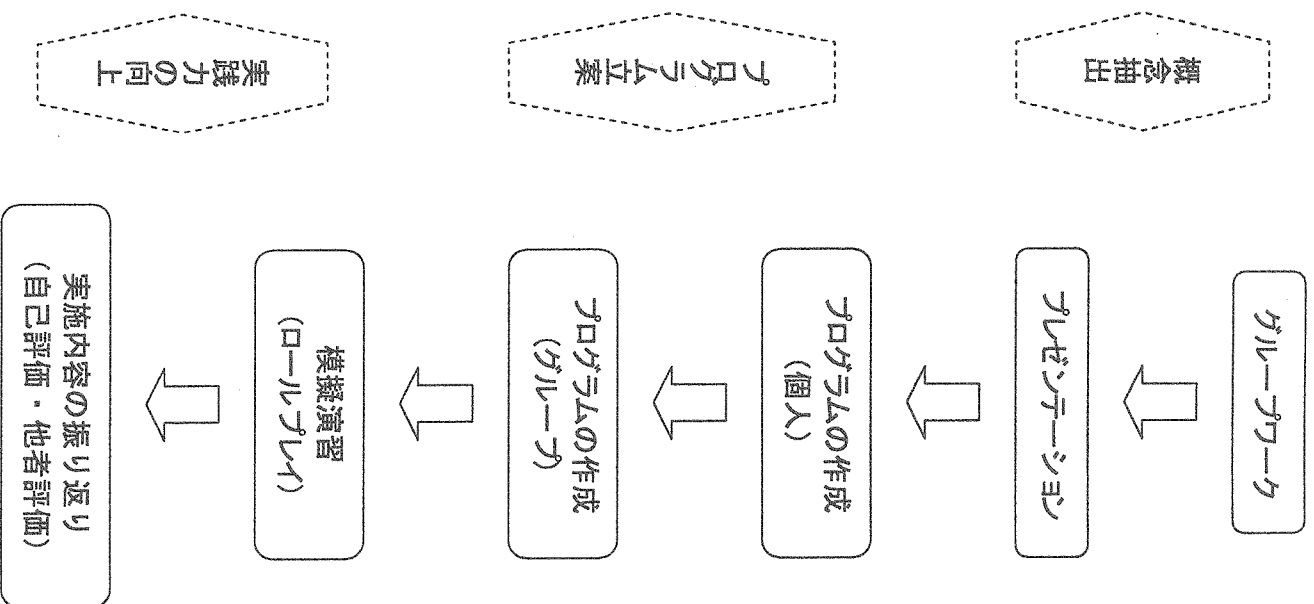 グループワーク
プレゼンテーション
プログラムの作成
(個人)
プログラムの作成
(グループ)
模擬演習
(ロールプレイ)
実施内容の振り返り
(自己評価・他者評価)
概念抽出
プログラム立案
実践力の向上